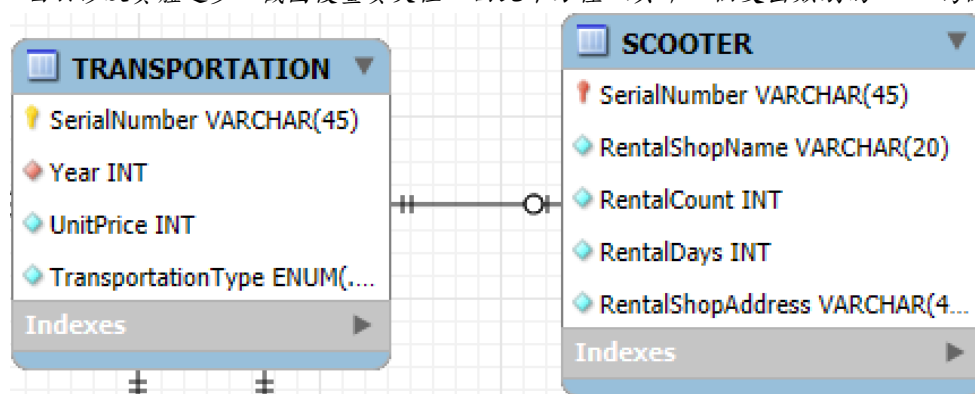 TRANSPORTATION
SerialNumber VARCHAR(45)
Year INT
UnitPrice INT
TransportationType ENUM(....
Indexes
SCOOTER
SerialNumber VARCHAR(45)
RentalShopName VARCHAR(20)
RentalCount INT
RentalDays INT
RentalShopAddress VARCHAR(4...
Indexes